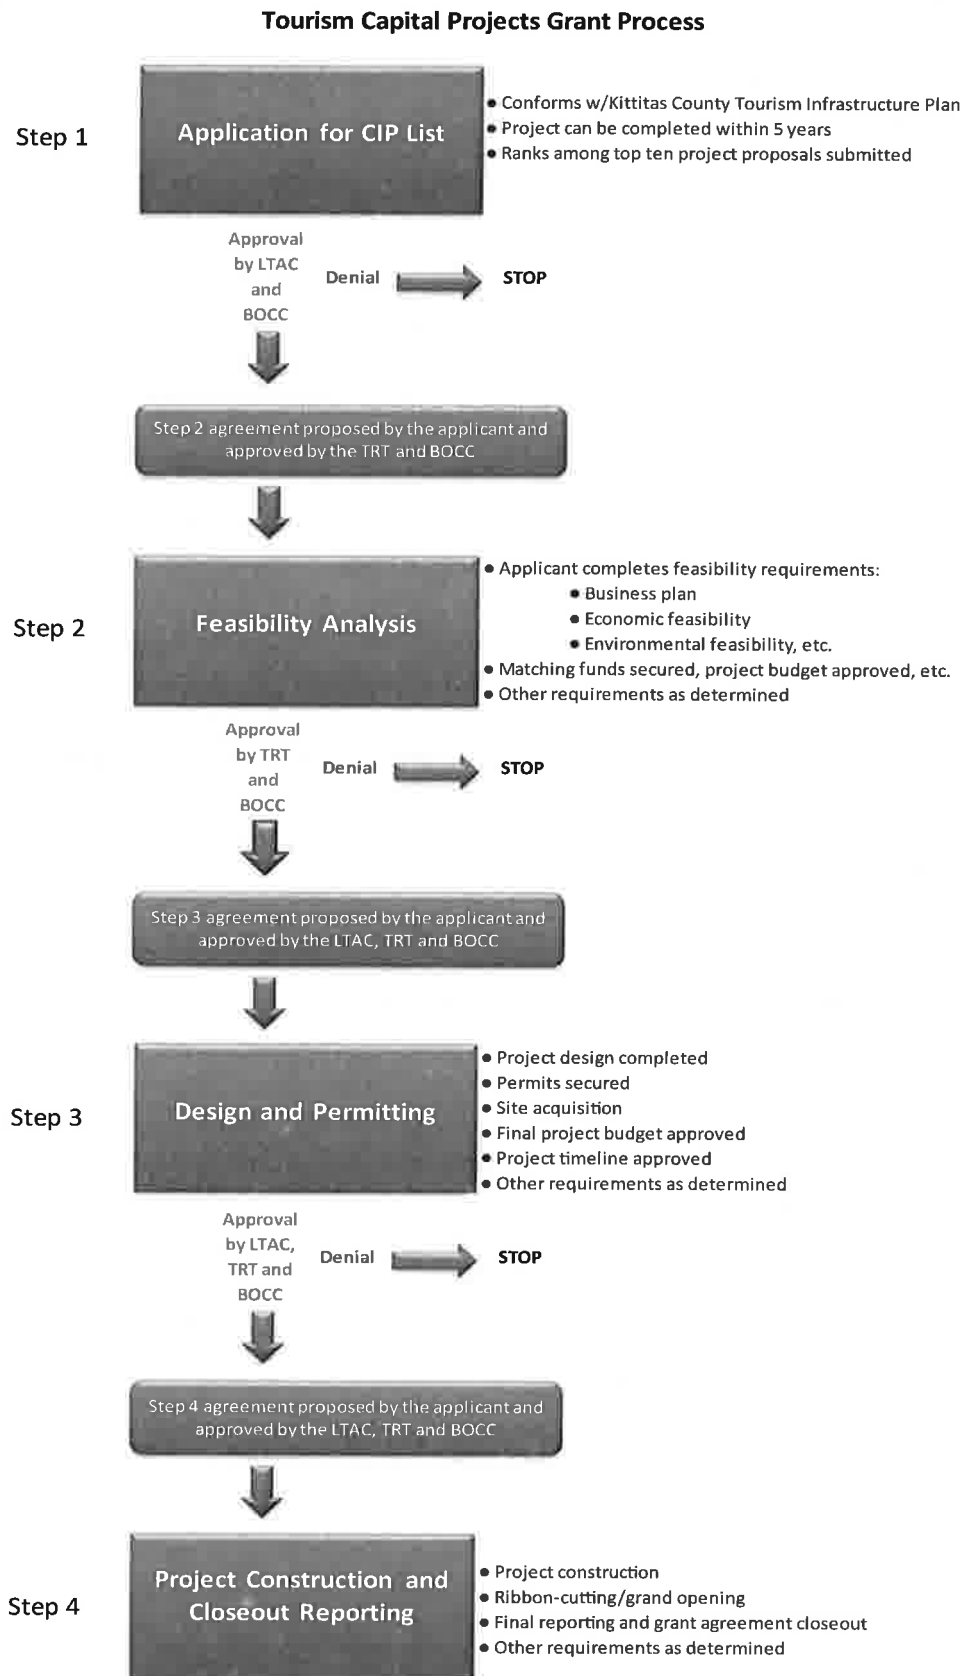 Tourism Capital Projects Grant Process
Step 1
Application for CIP List
● Conforms w/Kittitas County Tourism Infrastructure Plan
● Project can be completed within 5 years
● Ranks among top ten project proposals submitted
Approval
by LTAC
and
BOCC
Denial
STOP
Step 2 agreement proposed by the applicant and
approved by the TRT and BOCC
Step 2
Feasibility Analysis
● Applicant completes feasibility requirements:
● Business plan
● Economic feasibility
● Environmental feasibility, etc.
● Matching funds secured, project budget approved, etc.
● Other requirements as determined
Approval
by TRT
and
BOCC
Denial
STOP
Step 3 agreement proposed by the applicant and
approved by the LTAC, TRT and BOCC
Step 3
Design and Permitting
● Project design completed
● Permits secured
● Site acquisition
● Final project budget approved
● Project timeline approved
● Other requirements as determined
Approval
by LTAC,
TRT and
BOCC
Denial
STOP
Step 4 agreement proposed by the applicant and
approved by the LTAC, TRT and BOCC
Step 4
Project Construction and
Closeout Reporting
● Project construction
● Ribbon-cutting/grand opening
● Final reporting and grant agreement closeout
● Other requirements as determined